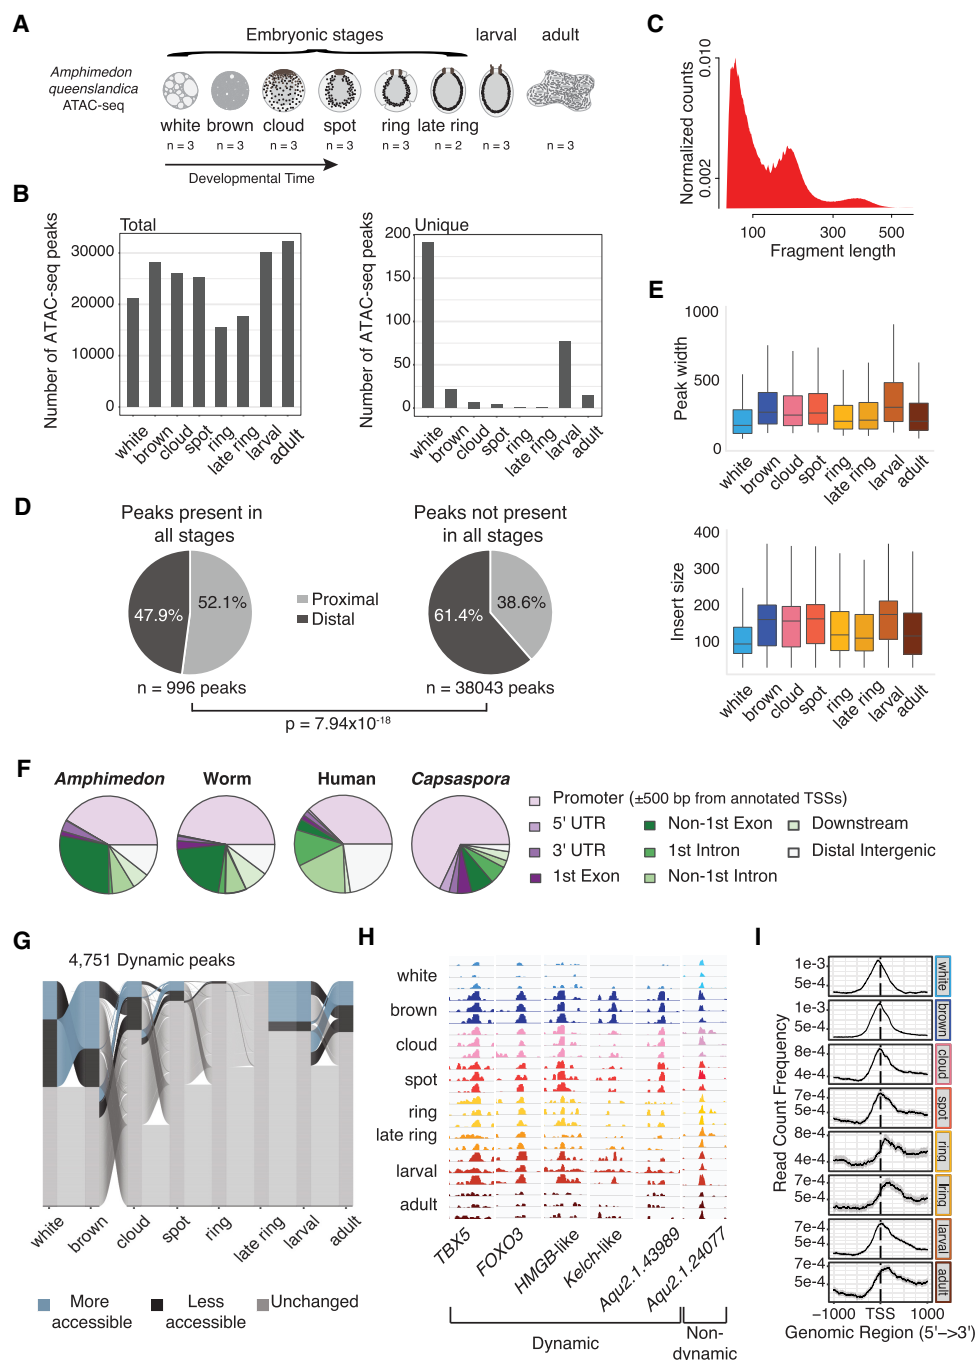 A
Embryonic stages
larval
adult
Amphimedon
queenslandica
ATAC-seq
white brown cloud spot ring late ring
n = 3 n = 3 n = 3 n = 3 n = 3 n = 2 n = 3 n = 3
Developmental Time
B
Total
Number of ATAC-seq peaks
30000
20000
10000
0
white
brown
cloud
spot
ring
late ring
larval
adult
Unique
Number of ATAC-seq peaks
200
150
100
50
0
white
brown
cloud
spot
ring
late ring
larval
adult
C
Normalized counts
0.010
0.002
100 300 500
Fragment length
D
Peaks present in
all stages
47.9%
52.1%
n = 996 peaks
Proximal
Distal
Peaks not present
in all stages
61.4%
38.6%
n = 38043 peaks
p = 7.94x10-18
E
Peak width
1000
500
0
white
brown
cloud
spot
ring
late ring
larval
adult
Insert size
400
300
200
100
white
brown
cloud
spot
ring
late ring
larval
adult
F
Amphimedon
Worm
Human
Capsaspora
Promoter (±500 bp from annotated TSSs)
5' UTR
3' UTR
1st Exon
Non-1st Exon
1st Intron
Non-1st Intron
Downstream
Distal Intergenic
G
4,751 Dynamic peaks
white
brown
cloud
spot
ring
late ring
larval
adult
More
accessible
Less
accessible
Unchanged
H
white
brown
cloud
spot
ring
late ring
larval
adult
TBX5
FOXO3
HMGB-like
Kelch-like
Aqu2.1.43989
Aqu2.1.24077
Dynamic
Non-
dynamic
I
Read Count Frequency
1e-3
5e-4
white
1e-3
5e-4
brown
8e-4
4e-4
cloud
7e-4
5e-4
spot
8e-4
4e-4
ring
7e-4
5e-4
lring
7e-4
5e-4
larval
7e-4
5e-4
adult
−1000 TSS 1000
Genomic Region (5'−>3')